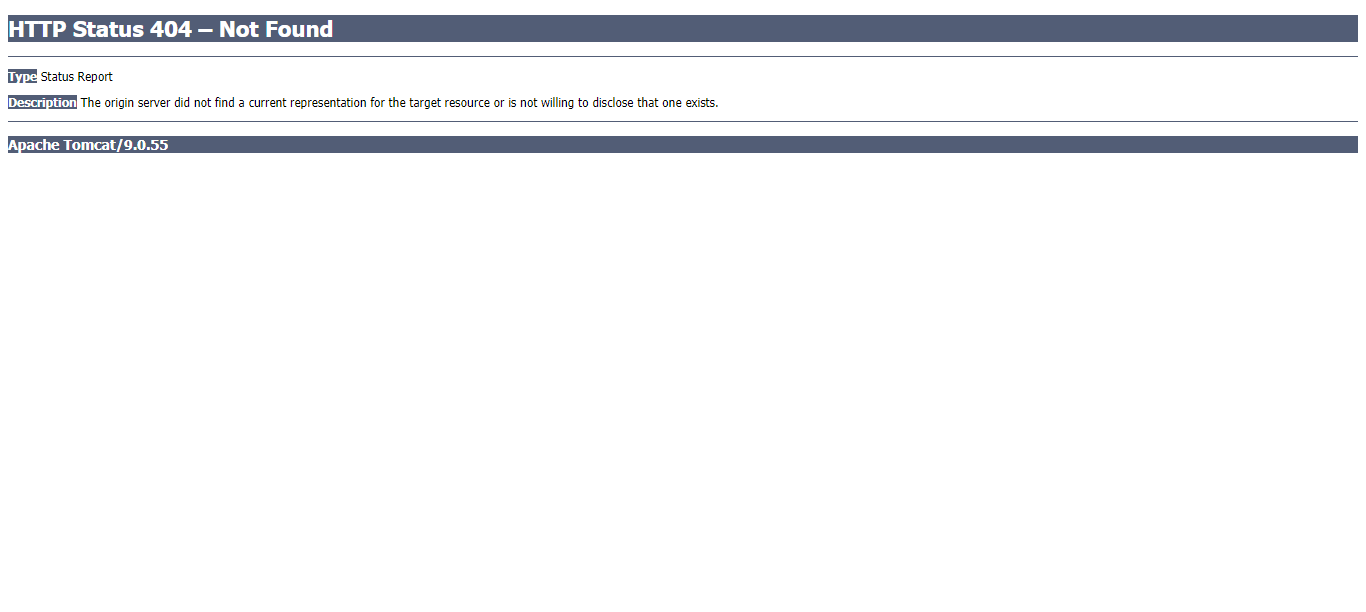 HTTP Status 404 – Not Found
Type Status Report
Description The origin server did not find a current representation for the target resource or is not willing to disclose that one exists.
Apache Tomcat/9.0.55